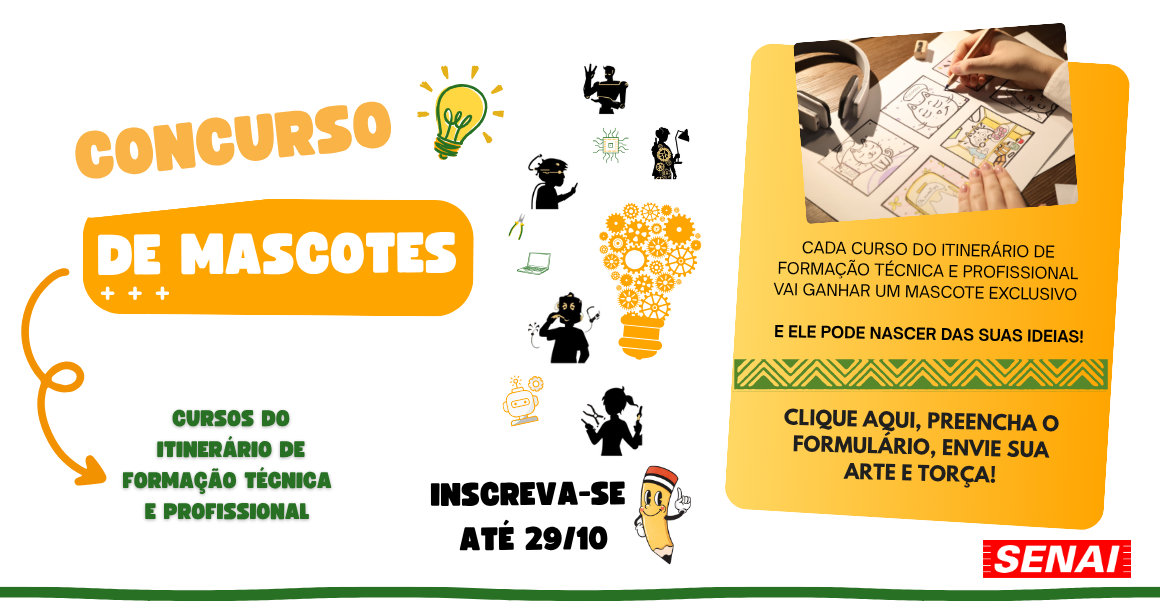 CONCURSO
DE MASCOTES
+ + +
CURSOS DO
ITINERÁRIO DE
FORMAÇÃO TÉCNICA
E PROFISSIONAL
INSCREVA-SE
ATÉ 29/10
CADA CURSO DO ITINERÁRIO DE
FORMAÇÃO TÉCNICA E PROFISSIONAL
VAI GANHAR UM MASCOTE EXCLUSIVO
E ELE PODE NASCER DAS SUAS IDEIAS!
CLIQUE AQUI, PREENCHA O
FORMULÁRIO, ENVIE SUA
ARTE E TORÇA!
SENAI